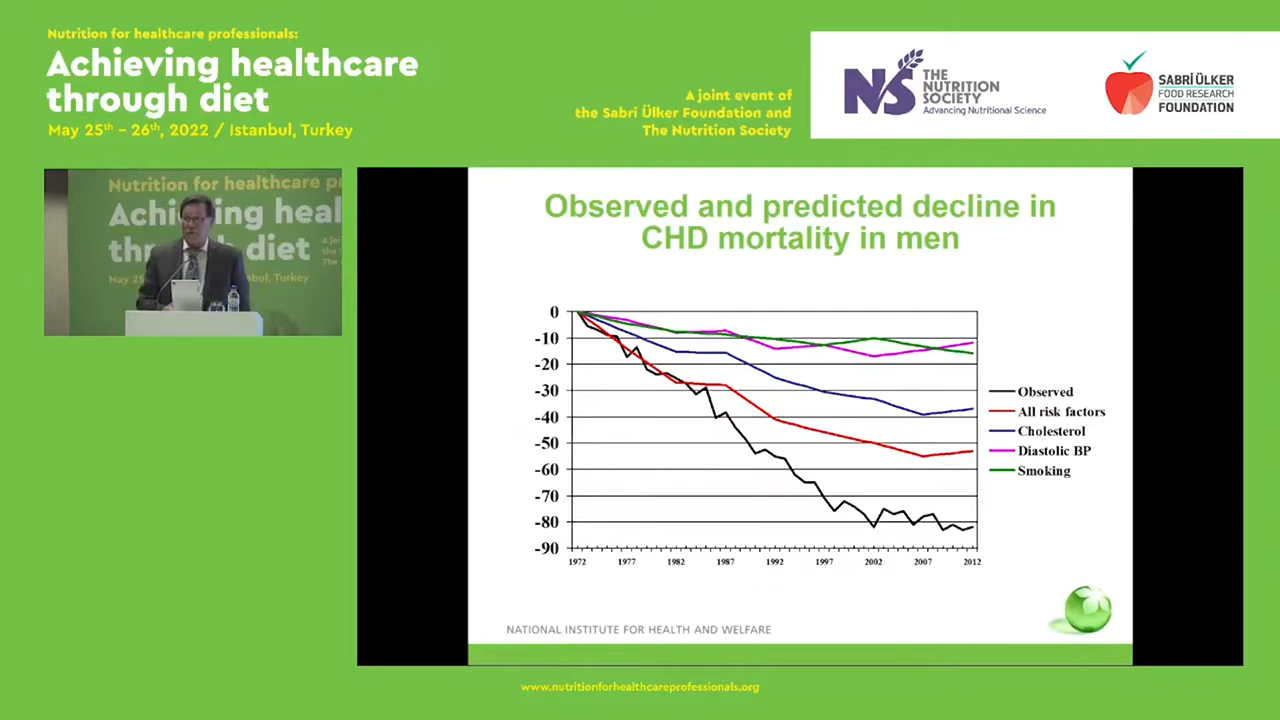 Nutrition for healthcare professionals:
Achieving healthcare
through diet
May 25th - 26th, 2022 / Istanbul, Turkey
A joint event of
the Sabri Ülker Foundation and
The Nutrition Society
NS
THE
NUTRITION
SOCIETY
Advancing Nutritional Science
SABRİ ÜLKER
FOOD RESEARCH
FOUNDATION
Nutrition for healthcare pr
Achieving heal
through diet
May 25
bul, Turkey
Observed and predicted decline in
CHD mortality in men
0
-10
-20
-30
-40
-50
-60
-70
-80
-90
1972 1977 1982 1987 1992 1997 2002 2007 2012
Observed
All risk factors
Cholesterol
Diastolic BP
Smoking
NATIONAL INSTITUTE FOR HEALTH AND WELFARE
www.nutritionforhealthcareprofessionals.org